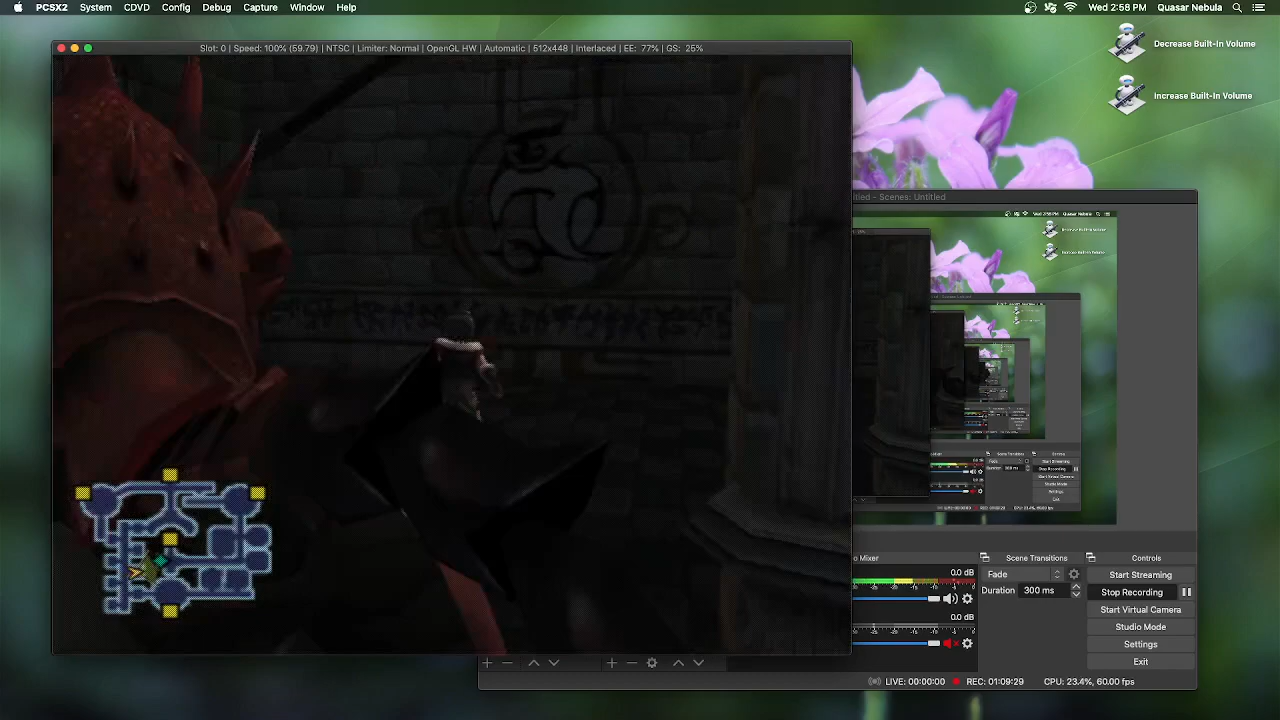 PCSX2 System CDVD Config Debug Capture Window Help Wed 2:58 PM Quasar Nebula
Slot: 0 | Speed: 100% (59.79) | NTSC | Limiter: Normal | OpenGL HW | Automatic | 512x448 | Interlaced | EE: 77% | GS: 25%
Decrease Built-In Volume
Increase Built-In Volume
titled - Scenes: Untitled
o Mixer
0.0 dB
0.0 dB
Scene Transitions
Fade
Duration 300 ms
Controls
Start Streaming
Stop Recording
Start Virtual Camera
Studio Mode
Settings
Exit
LIVE: 00:00:00 REC: 01:09:29 CPU: 23.4%, 60.00 fps